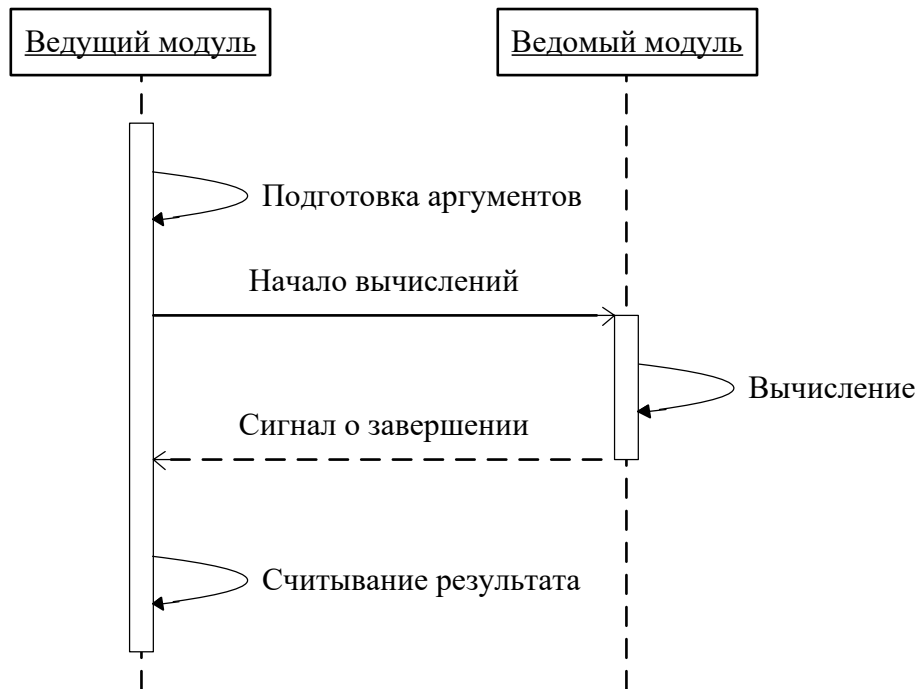 Ведущий модуль
Ведомый модуль
Подготовка аргументов
Начало вычислений
Вычисление
Сигнал о завершении
Считывание результата